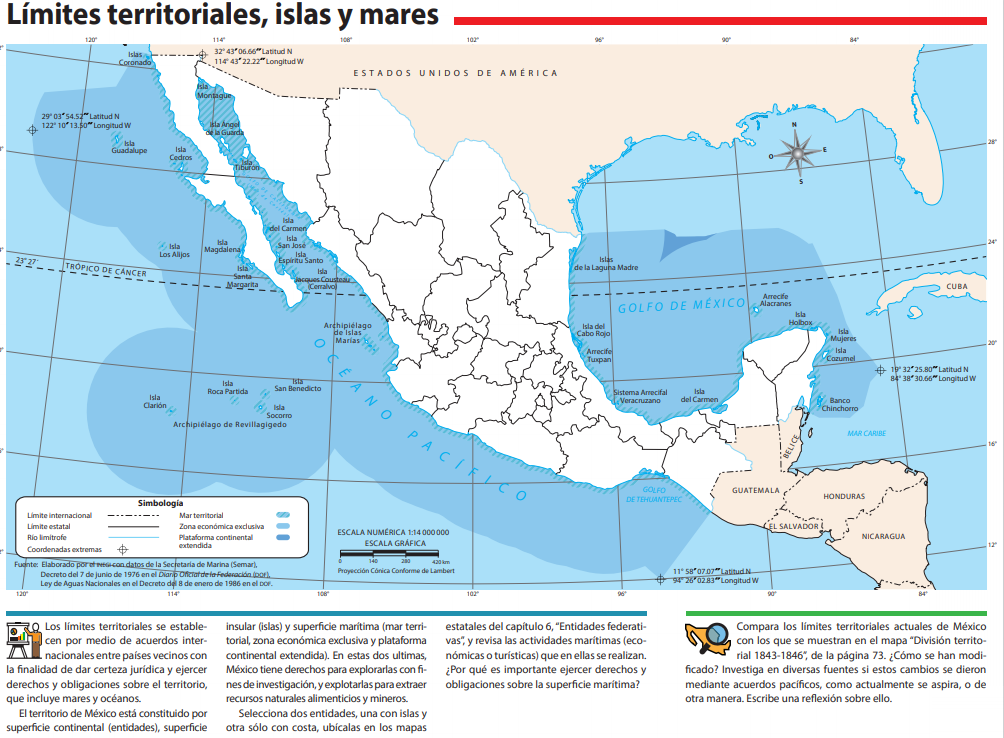 Límites territoriales, islas y mares
120°
114°
108°
102°
96°
90°
84°
32° 43′06.66″ Latitud N
114° 43′22.22″ Longitud W
ESTADOS UNIDOS DE AMÉRICA
Islas
Coronado
Isla
Montague
29° 03′54.52″ Latitud N
122° 10′13.50″ Longitud W
Isla Ángel
de la Guarda
Isla
Guadalupe
Isla
Cedros
Isla
Tiburón
N
O
E
S
28°
Isla
del Carmen
Isla
San José
Isla
Espíritu Santo
Isla
Los Alijos
Isla
Magdalena
Isla
Santa
Margarita
Isla
Jacques Cousteau
(Cerralvo)
24°
23° 27′
TRÓPICO DE CÁNCER
Islas
de la Laguna Madre
GOLFO DE MÉXICO
Arrecife
Alacranes
CUBA
Isla
Holbox
Isla
Mujeres
Isla
Cozumel
Archipiélago
de Islas
Marías
Isla del
Cabo Rojo
Arrecife
Tuxpan
20°
19° 32′25.80″ Latitud N
84° 38′30.66″ Longitud W
OCEANO PACÍFICO
Isla
Clarión
Isla
Roca Partida
Isla
San Benedicto
Isla
Socorro
Archipiélago de Revillagigedo
Sistema Arrecifal
Veracruzano
Isla
del Carmen
Banco
Chinchorro
MAR CARIBE
16°
BELICE
GUATEMALA
HONDURAS
EL SALVADOR
NICARAGUA
GOLFO
DE TEHUANTEPEC
12°
11° 58′07.07″ Latitud N
94° 26′02.83″ Longitud W
Simbología
Límite internacional
Límite estatal
Río limítrofe
Coordenadas extremas
Mar territorial
Zona económica exclusiva
Plataforma continental
extendida
ESCALA NUMÉRICA 1:14 000 000
ESCALA GRÁFICA
0 140 280 420 km
Proyección Cónica Conforme de Lambert
Fuente: Elaborado por el INEGI con datos de la Secretaría de Marina (Semar),
Decreto del 7 de junio de 1976 en el Diario Oficial de la Federación (DOF),
Ley de Aguas Nacionales en el Decreto del 8 de enero de 1986 en el DOF.
120°
114°
108°
102°
96°
90°
84°
Los límites territoriales se estable-
cen por medio de acuerdos inter-
nacionales entre países vecinos con
la finalidad de dar certeza jurídica y ejercer
derechos y obligaciones sobre el territorio,
que incluye mares y océanos.
El territorio de México está constituido por
superficie continental (entidades), superficie
insular (islas) y superficie marítima (mar terri-
torial, zona económica exclusiva y plataforma
continental extendida). En estas dos ultimas,
México tiene derechos para explorarlas con fi-
nes de investigación, y explotarlas para extraer
recursos naturales alimenticios y mineros.
Selecciona dos entidades, una con islas y
otra sólo con costa, ubícalas en los mapas
estatales del capítulo 6, “Entidades federati-
vas”, y revisa las actividades marítimas (eco-
nómicas o turísticas) que en ellas se realizan.
¿Por qué es importante ejercer derechos y
obligaciones sobre la superficie marítima?
Compara los límites territoriales actuales de México
con los que se muestran en el mapa “División territo-
rial 1843-1846”, de la página 73. ¿Cómo se han modi-
ficado? Investiga en diversas fuentes si estos cambios se dieron
mediante acuerdos pacíficos, como actualmente se aspira, o de
otra manera. Escribe una reflexión sobre ello.